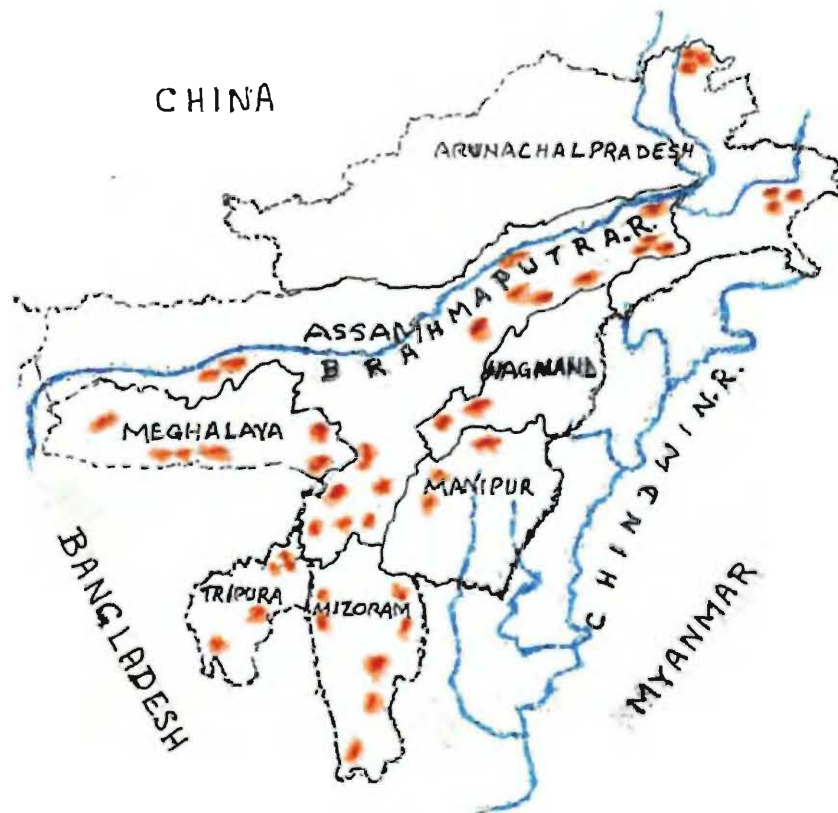 CHINA
ARUNACHALPRADESH
BRAHMAPUTRA.R.
ASSAM
NAGALAND
MEGHALAYA
MANIPUR
CHINDWIN.R.
BANGLADESH
TRIPURA
MIZORAM
MYANMAR